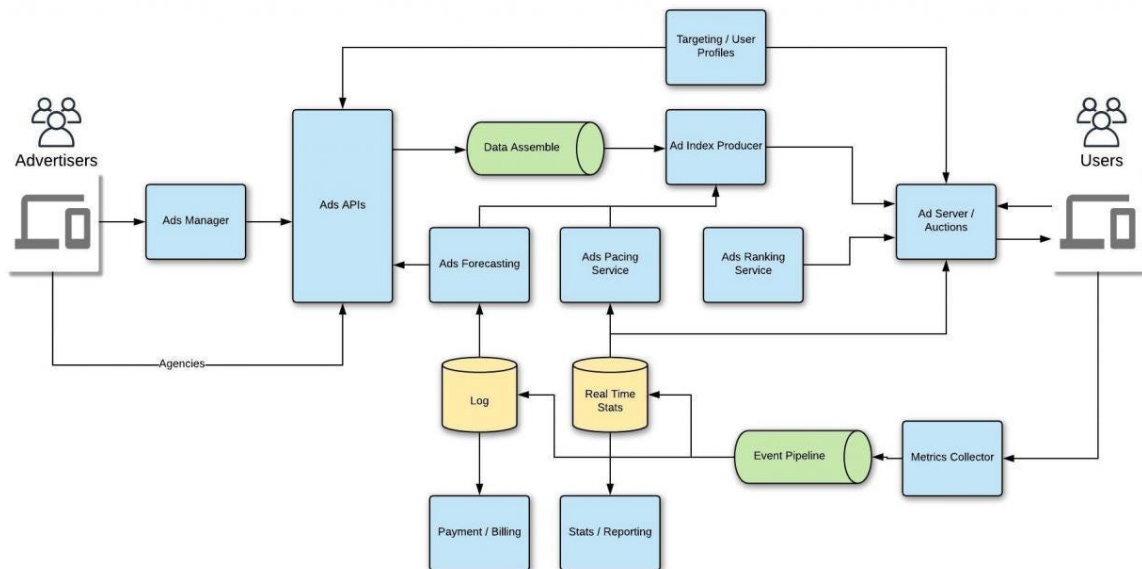 Targeting / User
Profiles
Advertisers
Users
Data Assemble
Ad Index Producer
Ads Manager
Ads APIs
Ad Server /
Auctions
Ads Forecasting
Ads Pacing
Service
Ads Ranking
Service
Agencies
Log
Real Time
Stats
Event Pipeline
Metrics Collector
Payment / Billing
Stats / Reporting